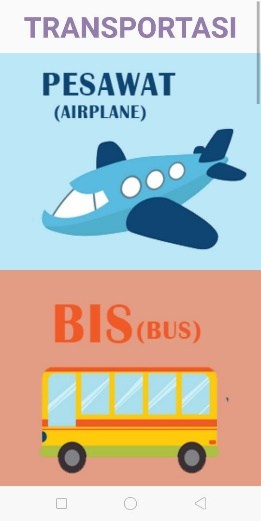 TRANSPORTASI
PESAWAT
(AIRPLANE)
BIS (BUS)